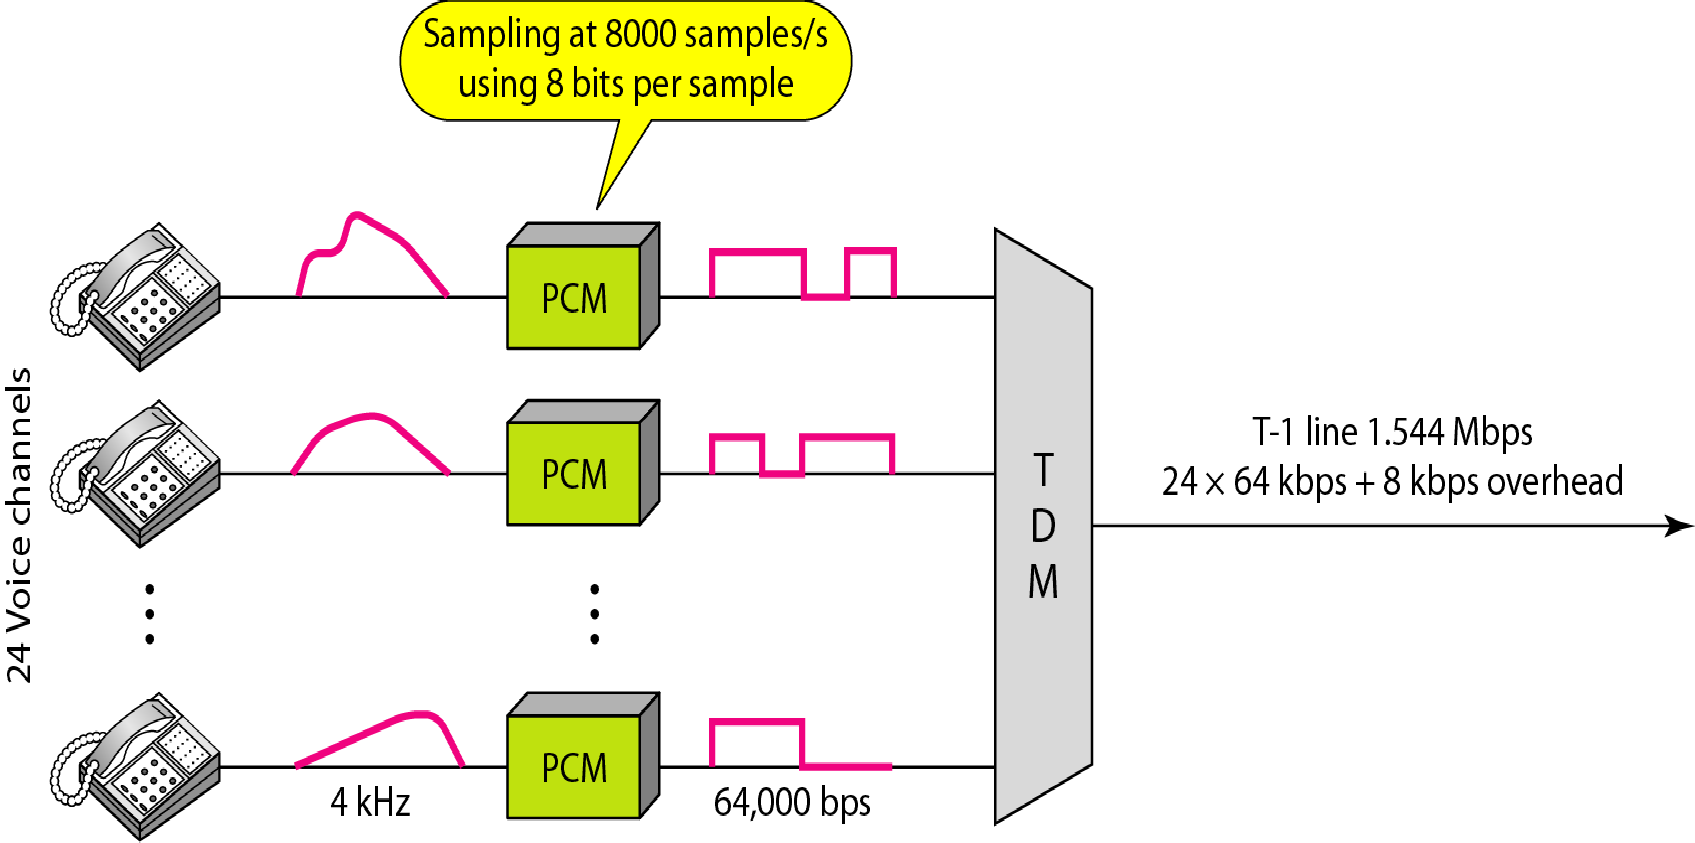 Sampling at 8000 samples/s
using 8 bits per sample
PCM
PCM
T-1 line 1.544 Mbps
24 × 64 kbps + 8 kbps overhead
T
D
M
24 Voice channels
PCM
4 kHz
64,000 bps